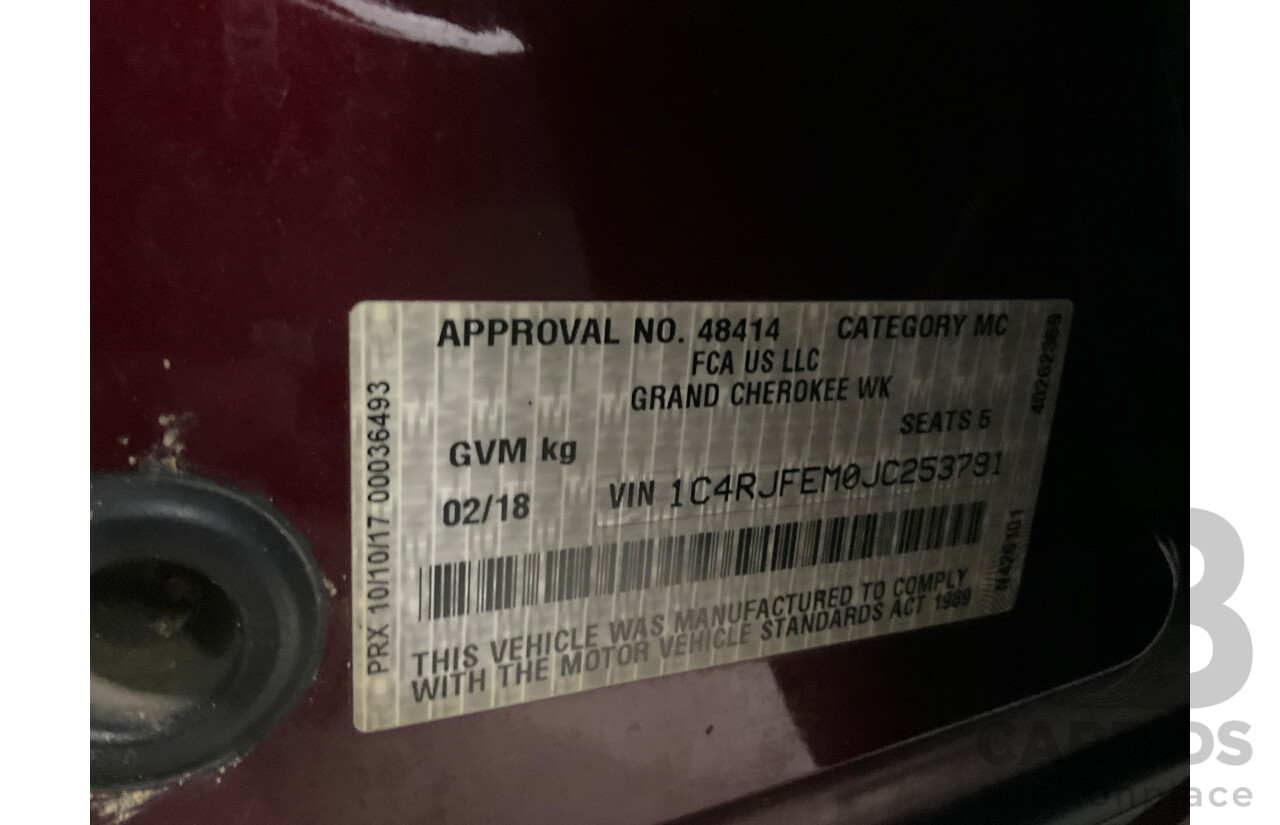 APPROVAL NO. 48414 CATEGORY MC
FCA US LLC
GRAND CHEROKEE WK
SEATS 5
GVM kg
02/18 VIN 1C4RJFEM0JC253791
THIS VEHICLE WAS MANUFACTURED TO COMPLY
WITH THE MOTOR VEHICLE STANDARDS ACT 1989
PRX 10/10/17 00036493
40262969